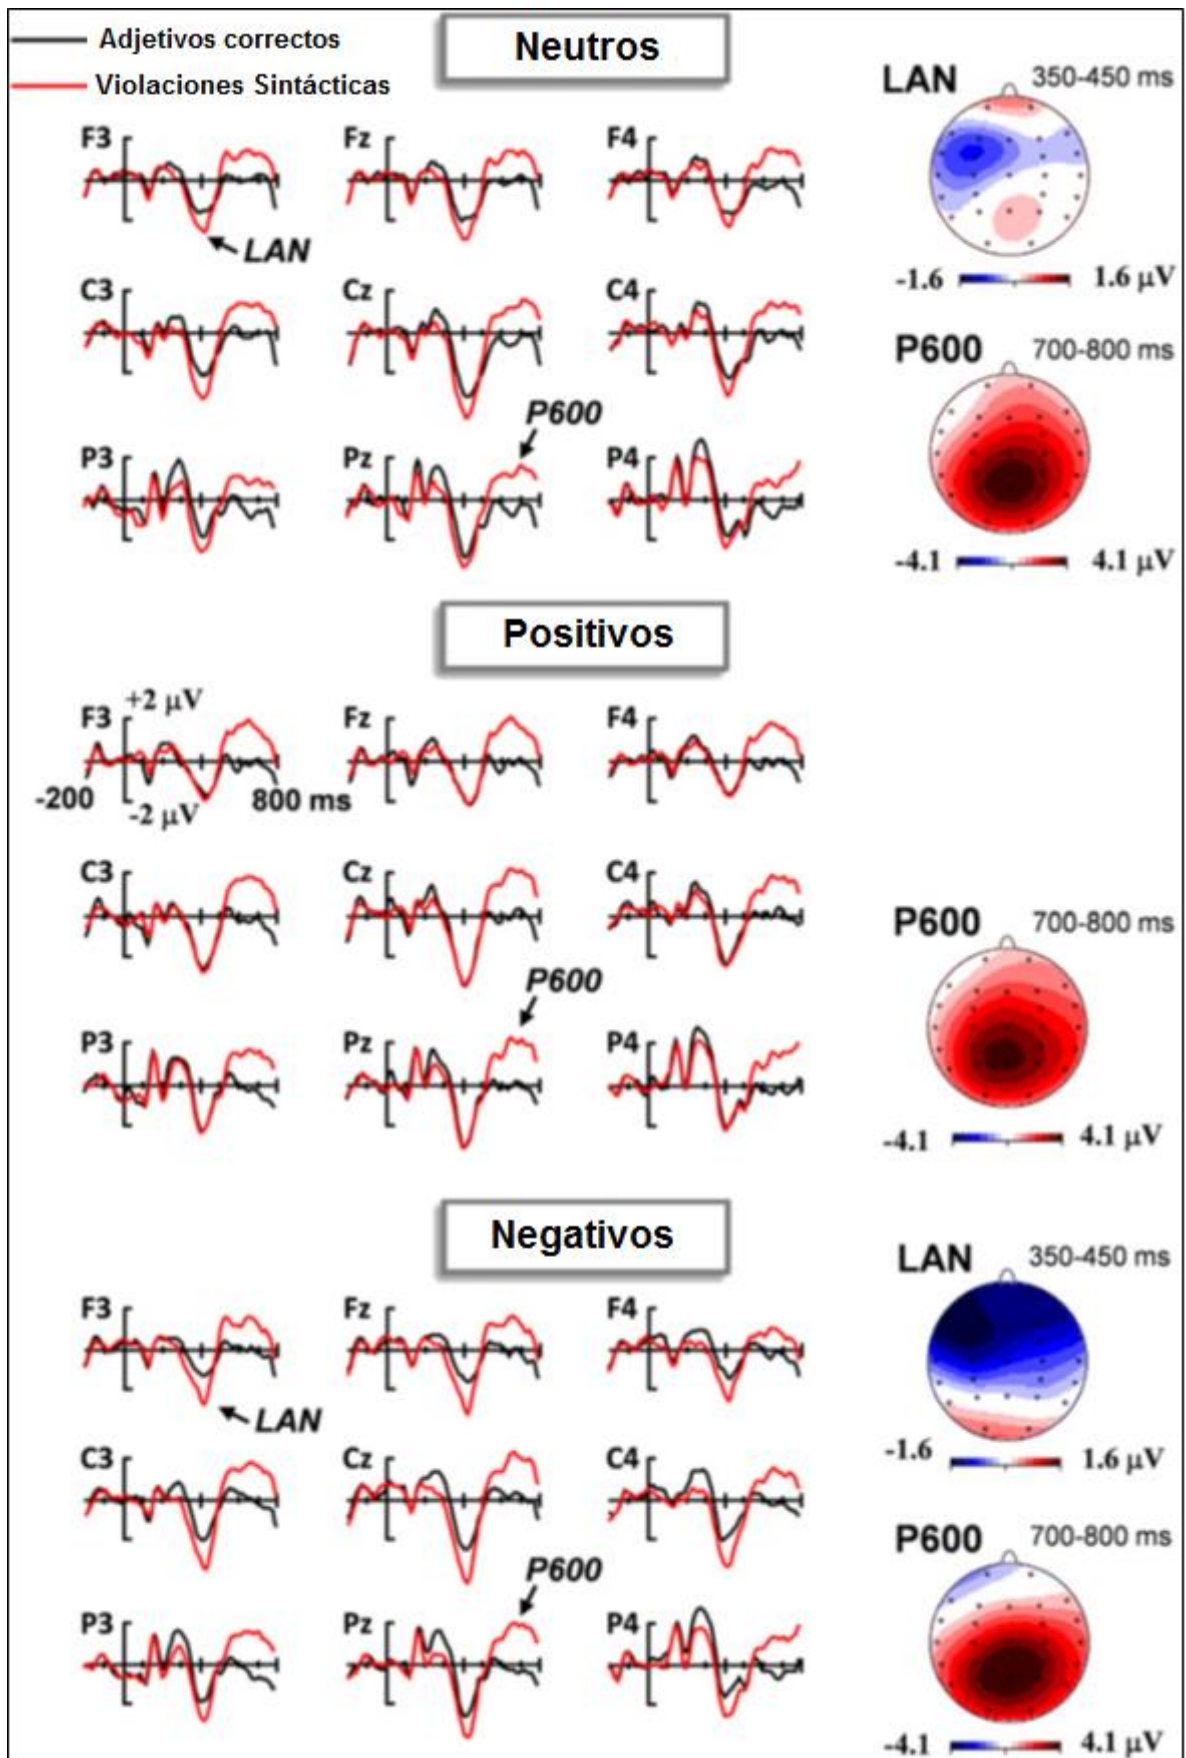 Adjetivos correctos
Violaciones Sintácticas
Neutros
LAN 350-450 ms
F3 Fz F4
LAN
-1.6 1.6 µV
C3 Cz C4
P600 700-800 ms
P600
P3 Pz P4
-4.1 4.1 µV
Positivos
F3 +2 µV Fz F4
-200 -2 µV 800 ms
C3 Cz C4
P600 700-800 ms
P600
P3 Pz P4
-4.1 4.1 µV
Negativos
LAN 350-450 ms
F3 Fz F4
LAN
-1.6 1.6 µV
C3 Cz C4
P600 700-800 ms
P600
P3 Pz P4
-4.1 4.1 µV